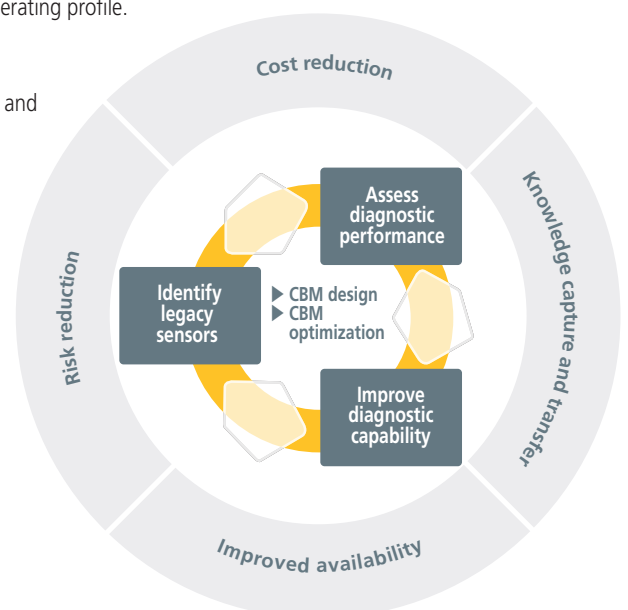 erating profile.
and
Cost reduction
Knowledge capture and transfer
Risk reduction
Improved availability
Assess
diagnostic
performance
Identify
legacy
sensors
▶ CBM design
▶ CBM
optimization
Improve
diagnostic
capability